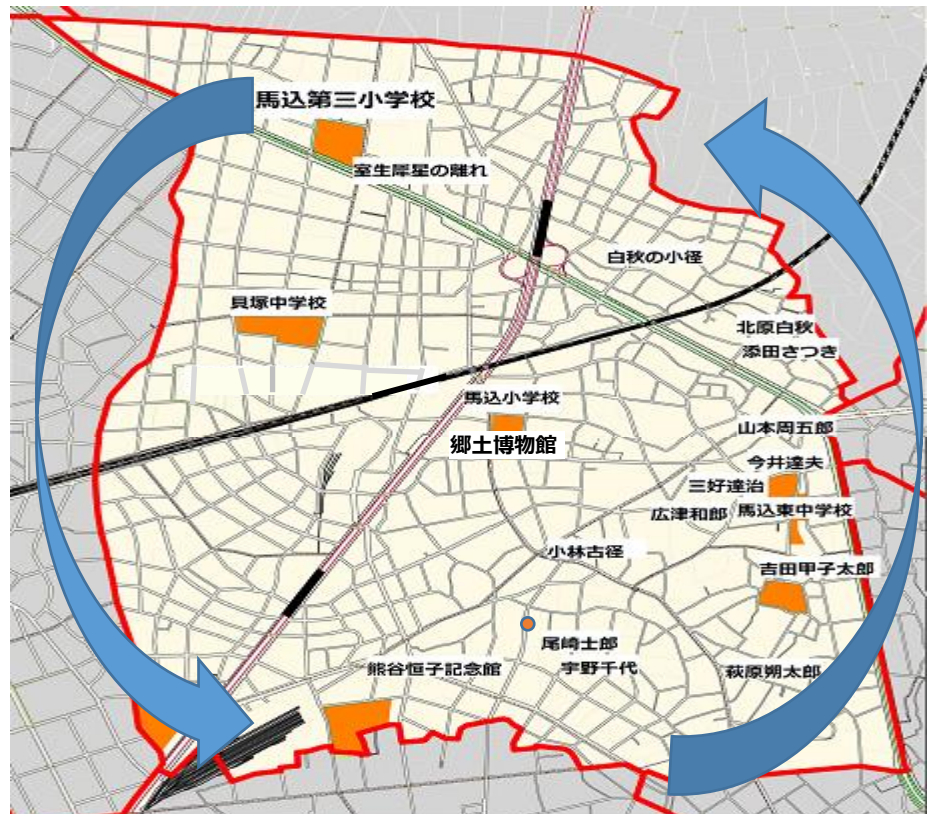 馬込第三小学校
室生犀星の離れ
白秋の小径
貝塚中学校
北原白秋
添田さつき
馬込小学校
郷土博物館
山本周五郎
今井達夫
三好達治
広津和郎
馬込東中学校
小林古径
吉田甲子太郎
尾崎士郎
宇野千代
熊谷恒子記念館
萩原朔太郎